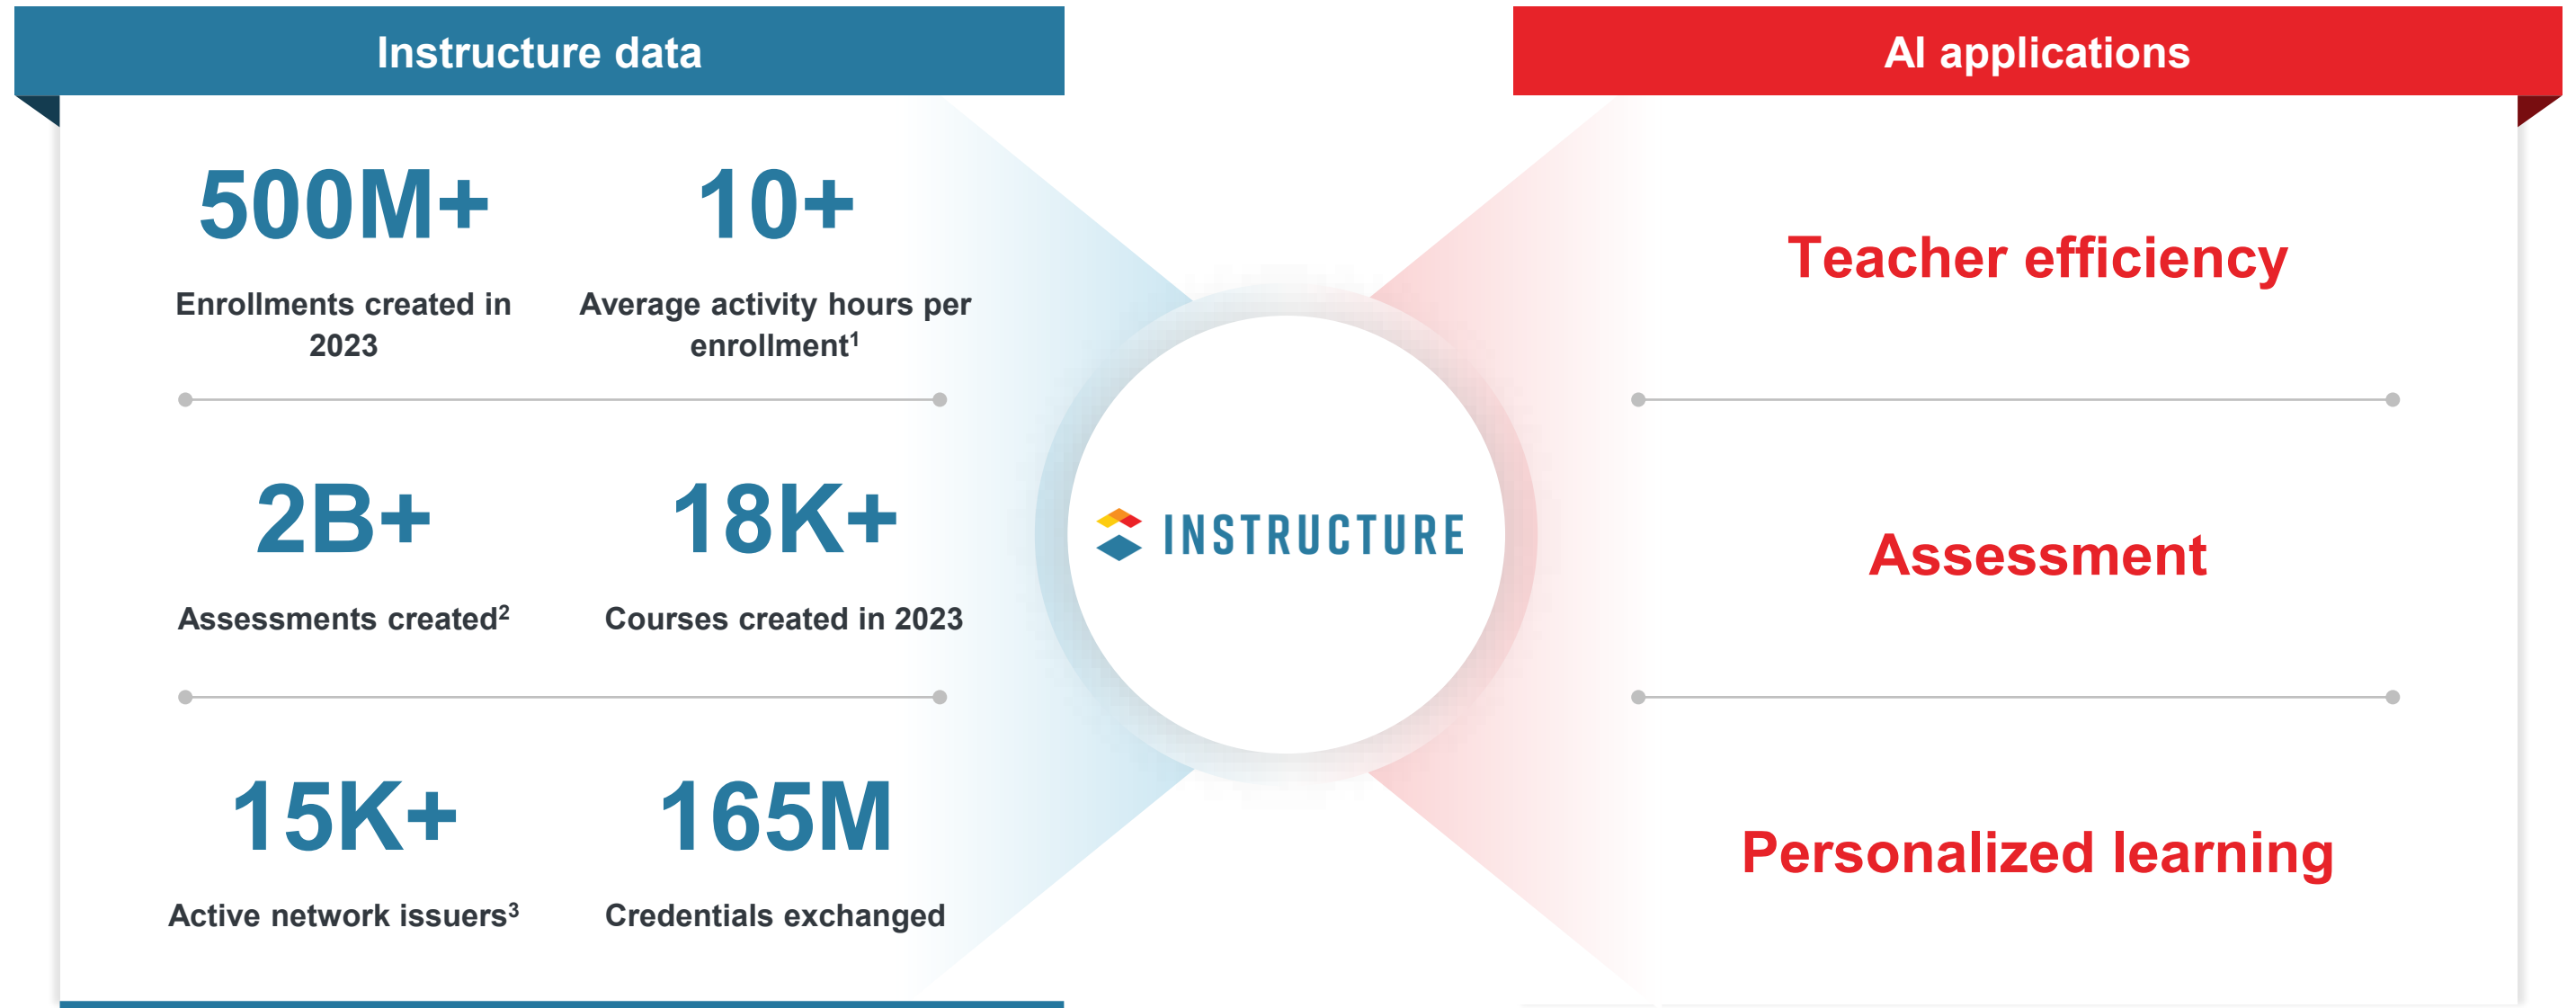 Instructure data
AI applications
500M+
10+
Enrollments created in
2023
Average activity hours per
enrollment¹
2B+
18K+
Assessments created²
Courses created in 2023
15K+
165M
Active network issuers³
Credentials exchanged
INSTRUCTURE
Teacher efficiency
Assessment
Personalized learning